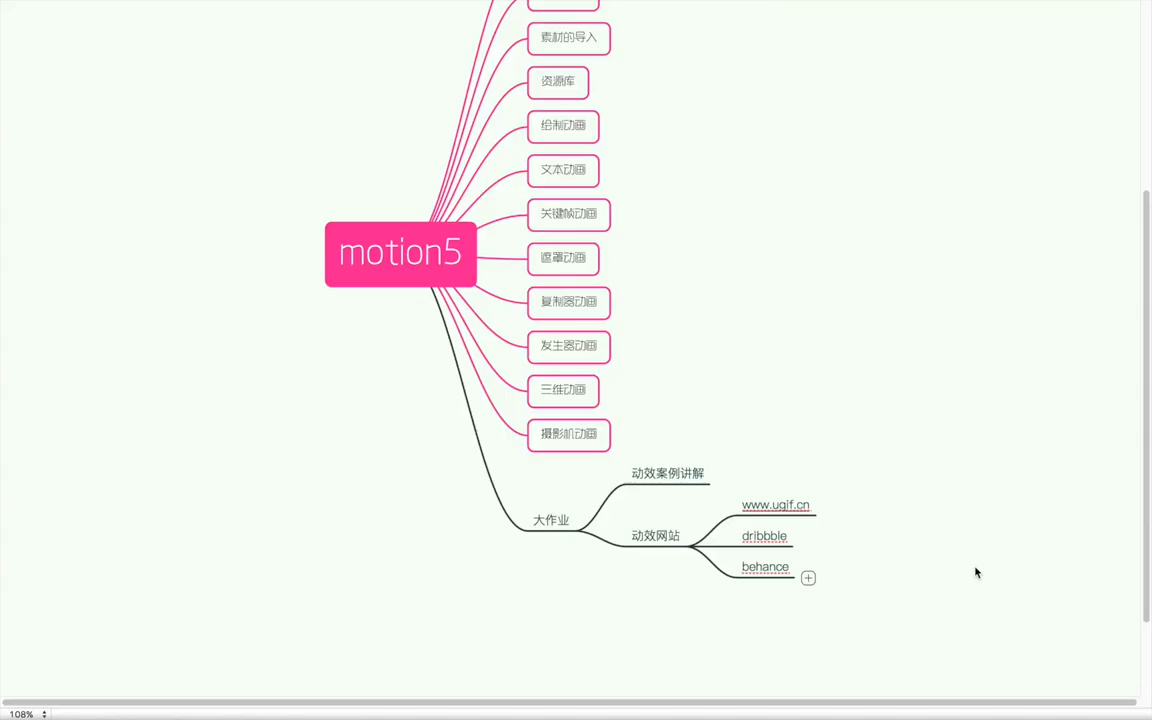 素材的导入
资源库
绘制动画
文本动画
关键帧动画
motion5
遮罩动画
复制器动画
发生器动画
三维动画
摄影机动画
动效案例讲解
www.ugif.cn
大作业
动效网站
dribbble
behance
108%